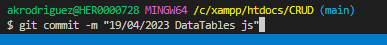 akrodriguez@HER0000728 MINGW64 /c/xampp/htdocs/CRUD (main)
$ git commit -m "19/04/2023 DataTables js"